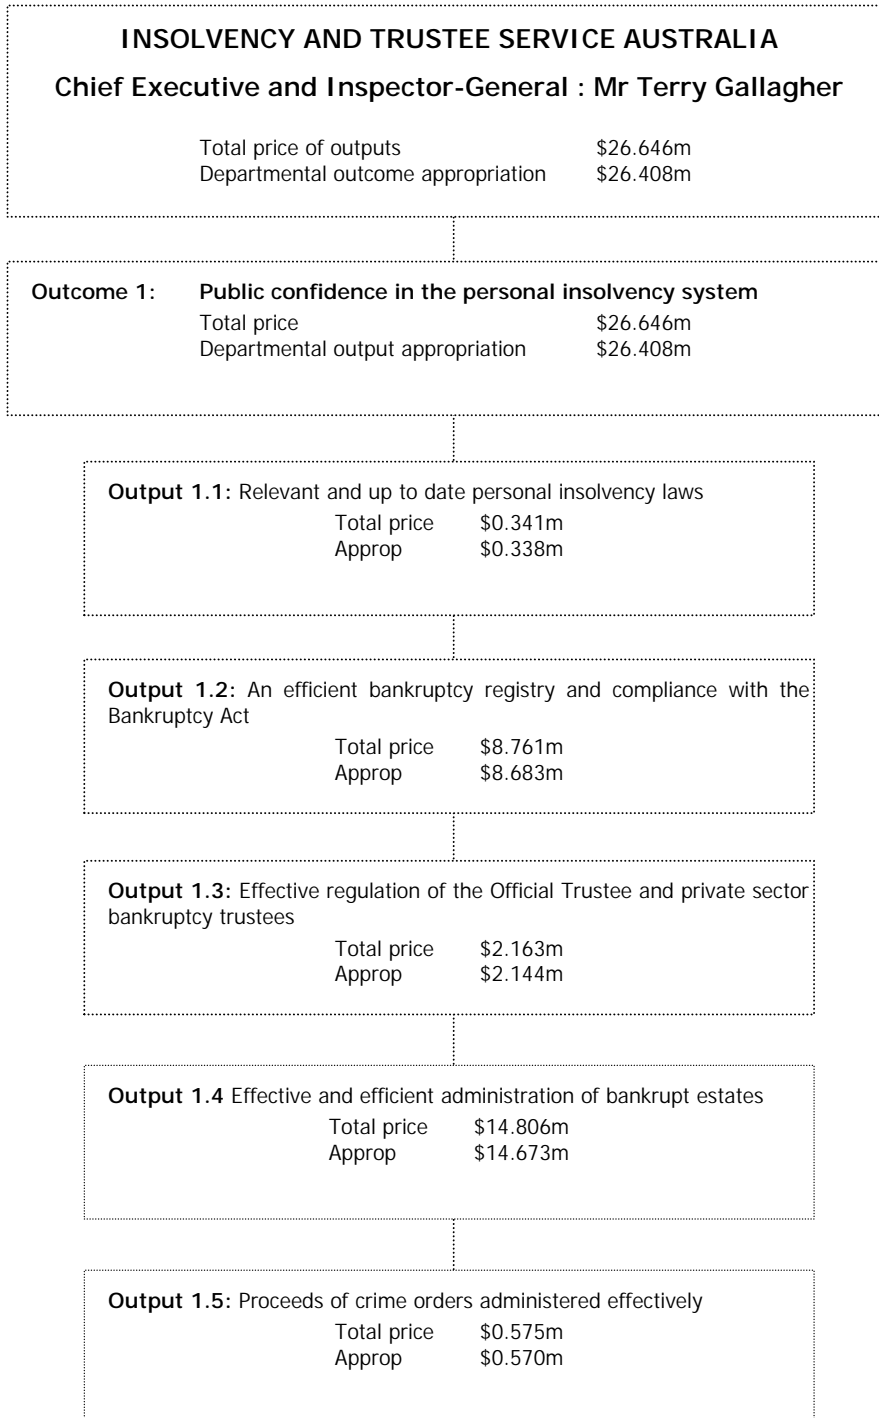 INSOLVENCY AND TRUSTEE SERVICE AUSTRALIA
Chief Executive and Inspector-General : Mr Terry Gallagher
Total price of outputs $26.646m
Departmental outcome appropriation $26.408m
Outcome 1: Public confidence in the personal insolvency system
Total price $26.646m
Departmental output appropriation $26.408m
Output 1.1: Relevant and up to date personal insolvency laws
Total price $0.341m
Approp $0.338m
Output 1.2: An efficient bankruptcy registry and compliance with the
Bankruptcy Act
Total price $8.761m
Approp $8.683m
Output 1.3: Effective regulation of the Official Trustee and private sector
bankruptcy trustees
Total price $2.163m
Approp $2.144m
Output 1.4 Effective and efficient administration of bankrupt estates
Total price $14.806m
Approp $14.673m
Output 1.5: Proceeds of crime orders administered effectively
Total price $0.575m
Approp $0.570m